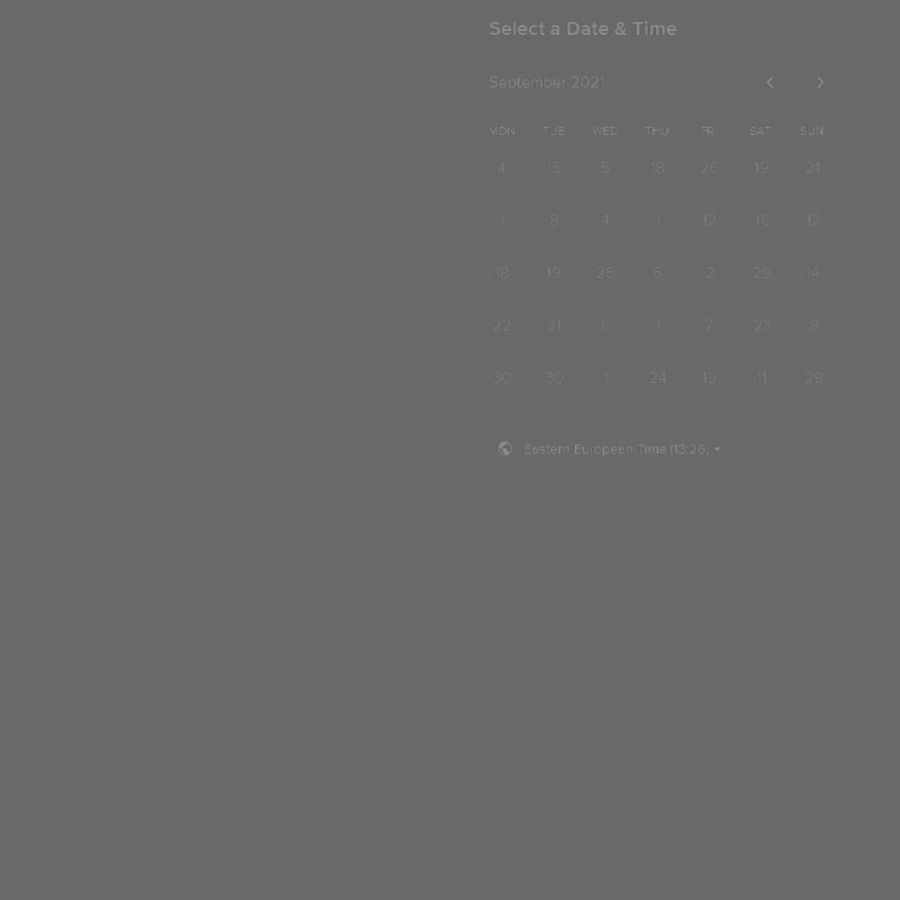 Select a Date & Time
September 2021
MON TUE WED THU FRI SAT SUN
4 15 5 18 26 19 21
1 8 4 1 12 15 12
18 19 26 6 2 29 14
22 31 6 1 7 23 8
30 30 1 24 19 11 29
Eestern European Time (13:26)